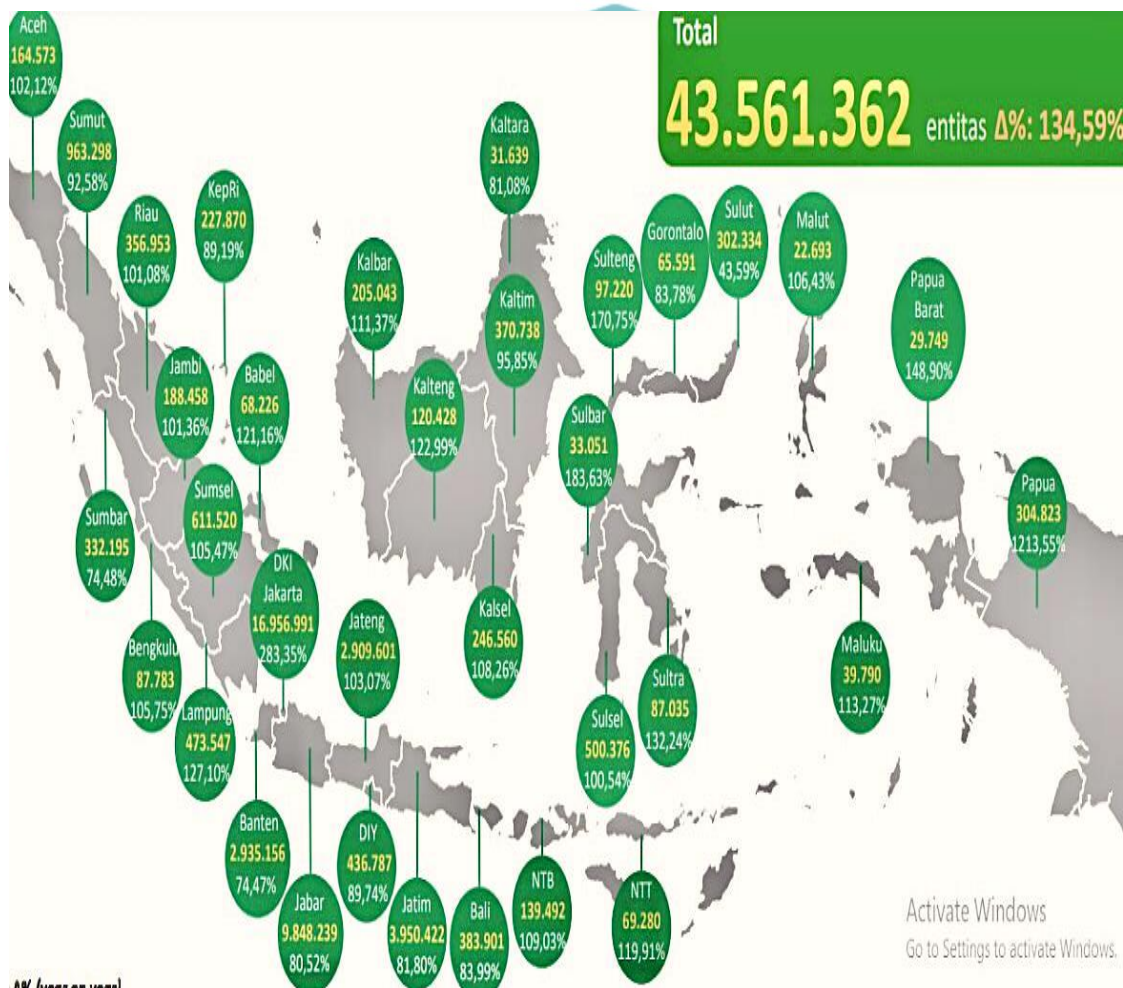 Aceh
164.573
102,12%
Total
43.561.362 entitas Δ%: 134,59%
Sumut
963.298
92,58%
Kaltara
31.639
81,08%
KepRi
227.870
89,19%
Riau
356.953
101,08%
Kalbar
205.043
111,37%
Kaltim
370.738
95,85%
Sulteng
97.220
170,75%
Gorontalo
65.591
83,78%
Sulut
302.334
43,59%
Malut
22.693
106,43%
Papua
Barat
29.749
148,90%
Jambi
188.458
101,36%
Babel
68.226
121,16%
Kalteng
120.428
122,99%
Sulbar
33.051
183,63%
Papua
304.823
1213,55%
Sumbar
332.195
74,48%
Sumsel
611.520
105,47%
DKI
Jakarta
16.956.991
283,35%
Bengkulu
87.783
105,75%
Lampung
473.547
127,10%
Jateng
2.909.601
103,07%
Kalsel
246.560
108,26%
Sulsel
500.376
100,54%
Sultra
87.035
132,24%
Maluku
39.790
113,27%
Banten
2.935.156
74,47%
Jabar
9.848.239
80,52%
DIY
436.787
89,74%
Jatim
3.950.422
81,80%
Bali
383.901
83,99%
NTB
139.492
109,03%
NTT
69.280
119,91%
Activate Windows
Go to Settings to activate Windows.
Δ% (year on year)